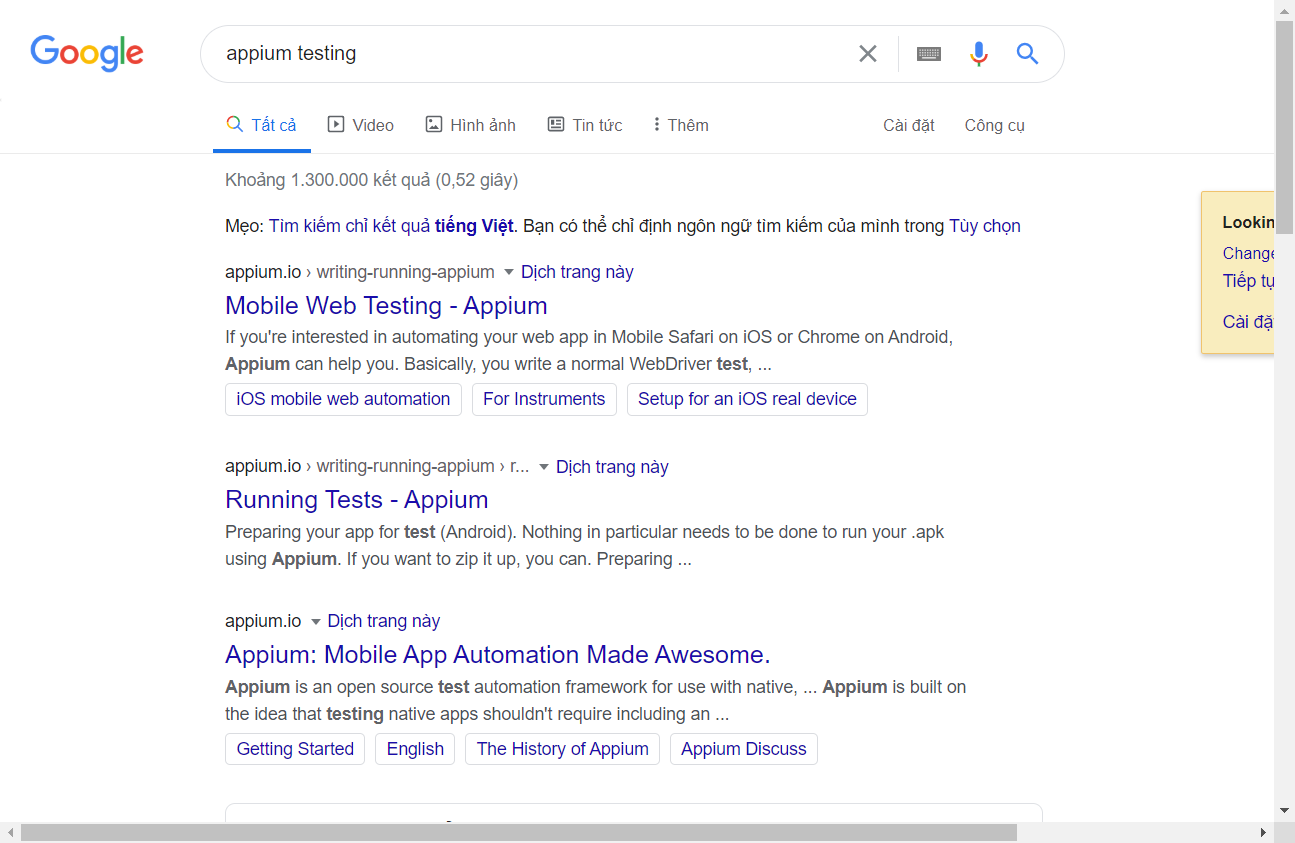 Google
appium testing
Tất cả Video Hình ảnh Tin tức Thêm Cài đặt Công cụ
Khoảng 1.300.000 kết quả (0,52 giây)
Mẹo: Tìm kiếm chỉ kết quả tiếng Việt. Bạn có thể chỉ định ngôn ngữ tìm kiếm của mình trong Tùy chọn
Lookin
Change
Tiếp tụ
Cài đặ
appium.io › writing-running-appium Dịch trang này
Mobile Web Testing - Appium
If you're interested in automating your web app in Mobile Safari on iOS or Chrome on Android,
Appium can help you. Basically, you write a normal WebDriver test, ...
iOS mobile web automation For Instruments Setup for an iOS real device
appium.io › writing-running-appium › r... Dịch trang này
Running Tests - Appium
Preparing your app for test (Android). Nothing in particular needs to be done to run your .apk
using Appium. If you want to zip it up, you can. Preparing ...
appium.io Dịch trang này
Appium: Mobile App Automation Made Awesome.
Appium is an open source test automation framework for use with native, ... Appium is built on
the idea that testing native apps shouldn't require including an ...
Getting Started English The History of Appium Appium Discuss